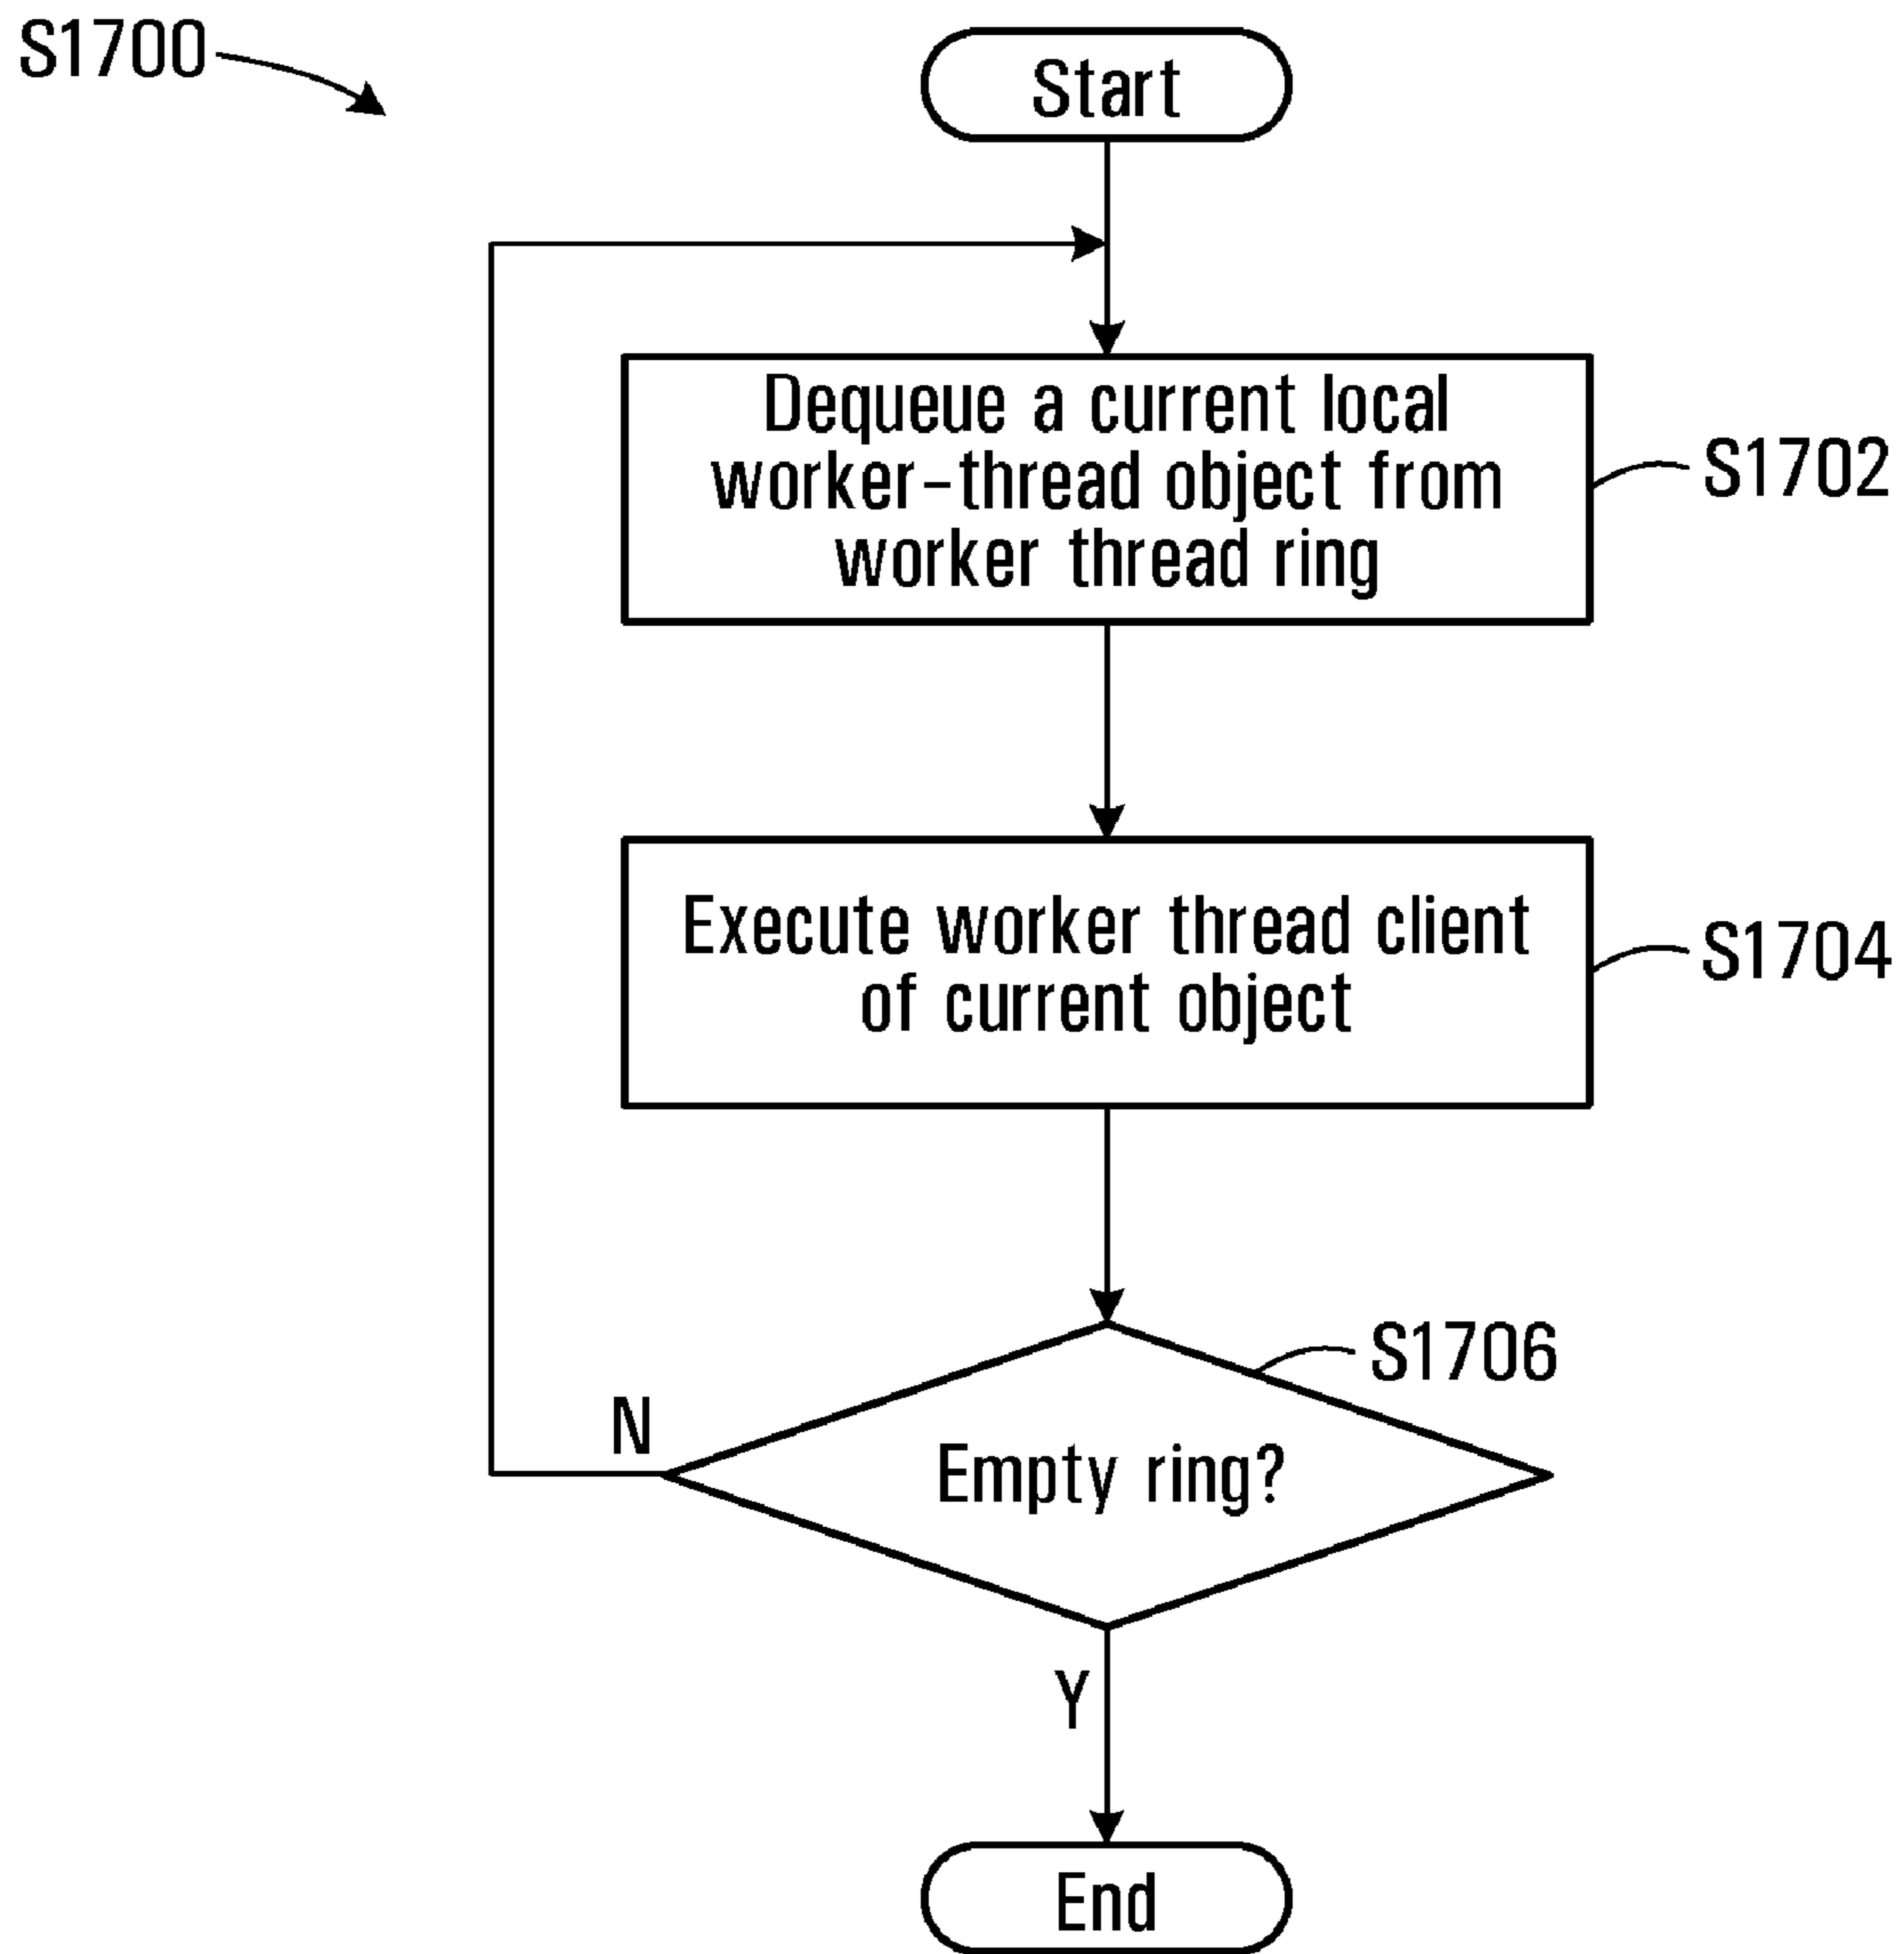 S1700
Start
Dequeue a current local
worker-thread object from
worker thread ring
S1702
Execute worker thread client
of current object
S1704
S1706
Empty ring?
N
Y
End